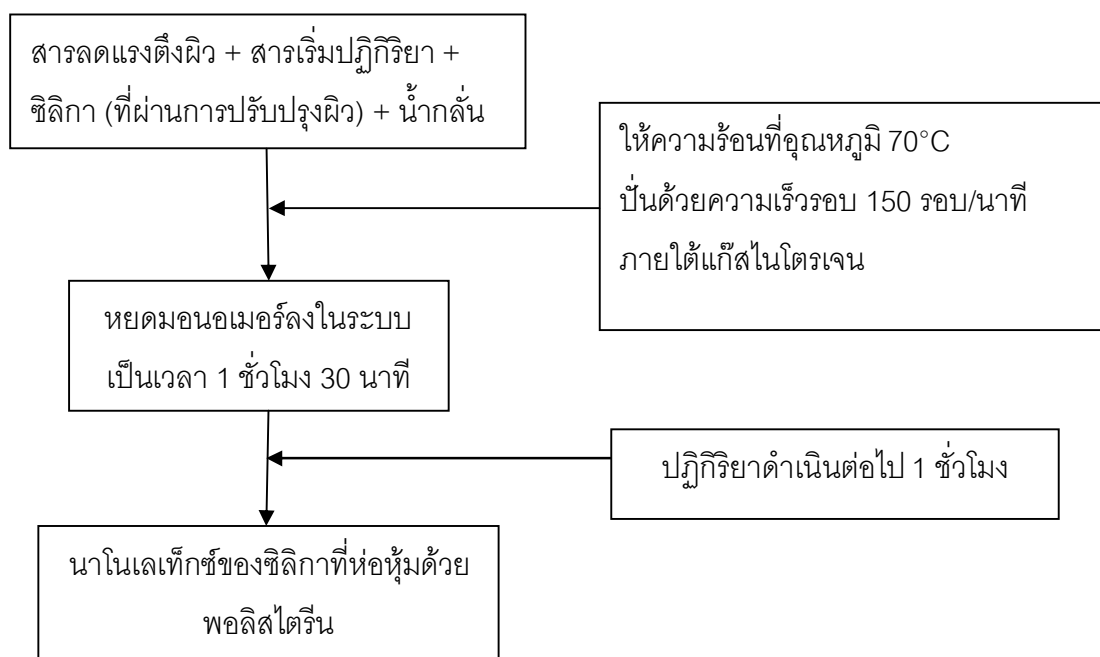 สารลดแรงตึงผิว + สารเริ่มปฏิกิริยา +
ซิลิกา (ที่ผ่านการปรับปรุงผิว) + น้ำกลั่น
ให้ความร้อนที่อุณหภูมิ 70°C
ปั่นด้วยความเร็วรอบ 150 รอบ/นาที
ภายใต้แก๊สไนโตรเจน
หยดมอนอเมอร์ลงในระบบ
เป็นเวลา 1 ชั่วโมง 30 นาที
ปฏิกิริยาดำเนินต่อไป 1 ชั่วโมง
นาโนเลเท็กซ์ของซิลิกาที่ห่อหุ้มด้วย
พอลิสไตรีน